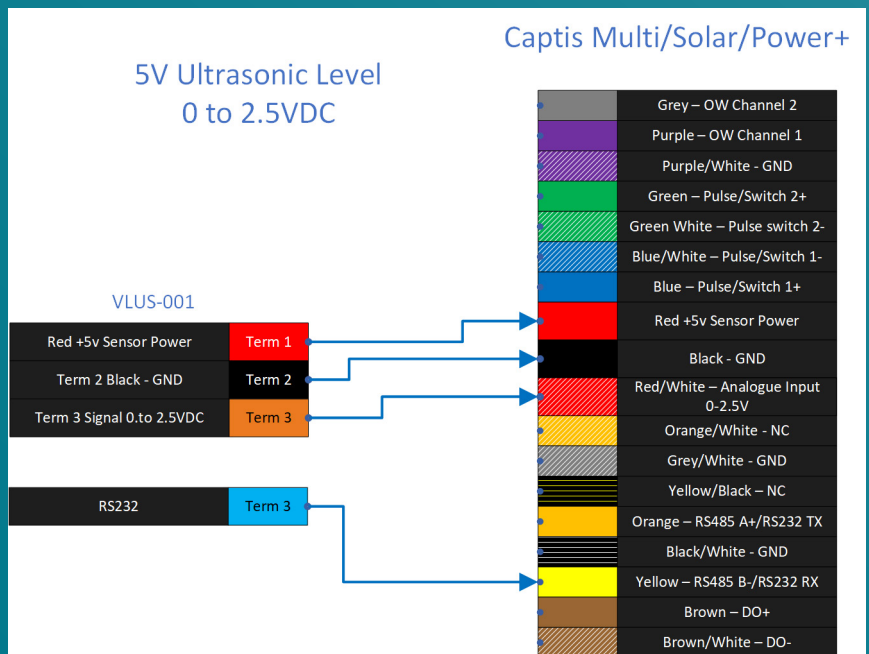 Captis Multi/Solar/Power+
5V Ultrasonic Level
0 to 2.5VDC
VLUS-001
Red +5v Sensor Power Term 1
Term 2 Black - GND Term 2
Term 3 Signal 0.to 2.5VDC Term 3
RS232 Term 3
Grey – OW Channel 2
Purple – OW Channel 1
Purple/White - GND
Green – Pulse/Switch 2+
Green White – Pulse switch 2-
Blue/White – Pulse/Switch 1-
Blue – Pulse/Switch 1+
Red +5v Sensor Power
Black - GND
Red/White – Analogue Input
0-2.5V
Orange/White - NC
Grey/White - GND
Yellow/Black – NC
Orange – RS485 A+/RS232 TX
Black/White - GND
Yellow – RS485 B-/RS232 RX
Brown – DO+
Brown/White – DO-